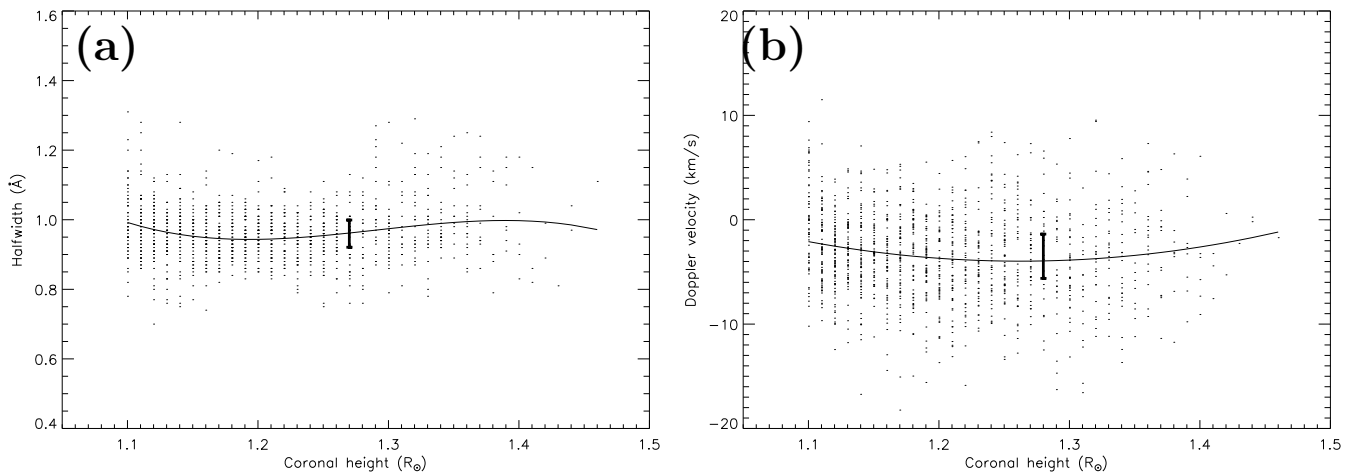 (a)
1.6
1.4
1.2
1.0
0.8
0.6
0.4
Halfwidth (Å)
1.1 1.2 1.3 1.4 1.5
Coronal height (R☉)
(b)
20
10
0
−10
−20
Doppler velocity (km/s)
1.1 1.2 1.3 1.4 1.5
Coronal height (R☉)